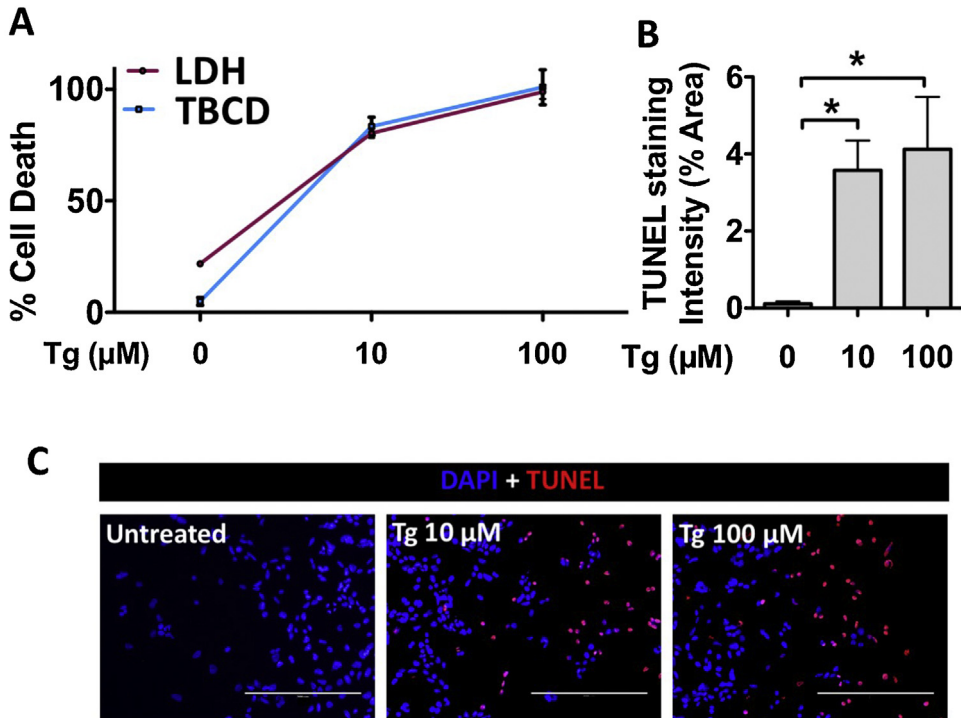 A
LDH
TBCD
% Cell Death
100
50
0
Tg (µM)
0 10 100
B
TUNEL staining
Intensity (% Area)
* *
6
4
2
0
Tg (µM)
0 10 100
C
DAPI + TUNEL
Untreated
Tg 10 µM
Tg 100 µM